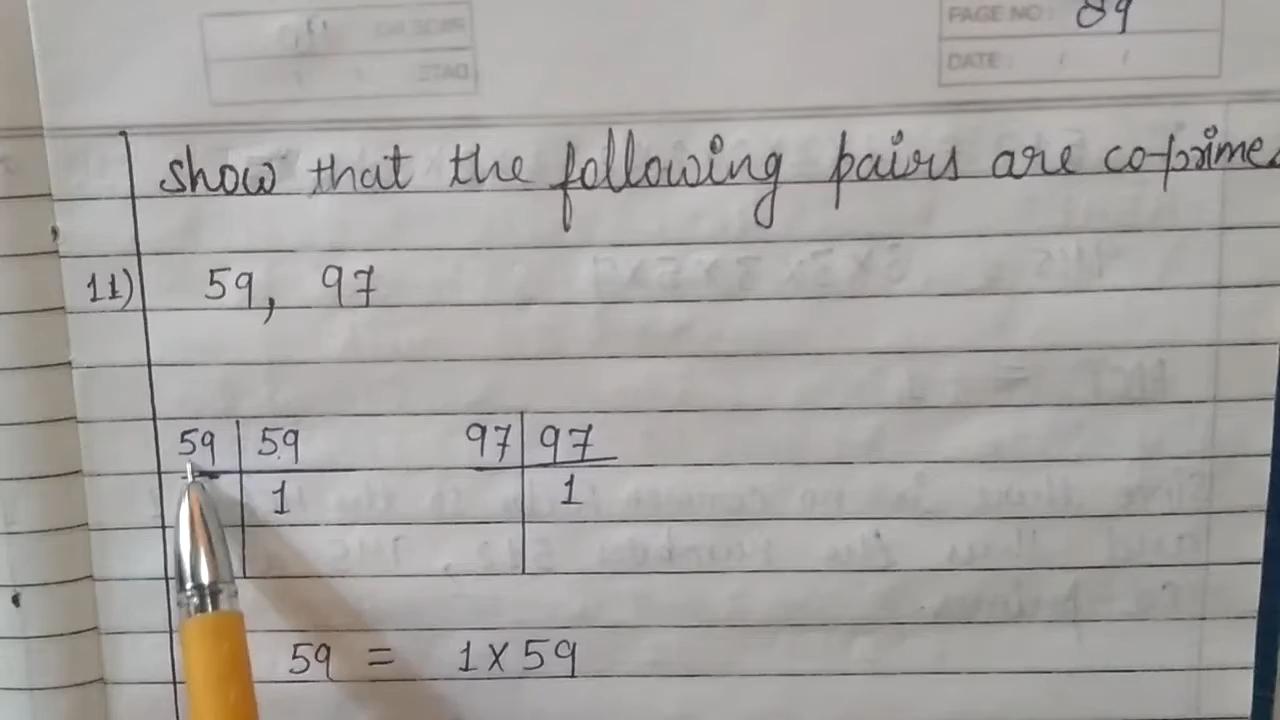 PAGE NO: 89
DATE: / /
show that the following pairs are co-prime.
11) 59, 97
59 59 97 97
1 1
59 = 1 x 59